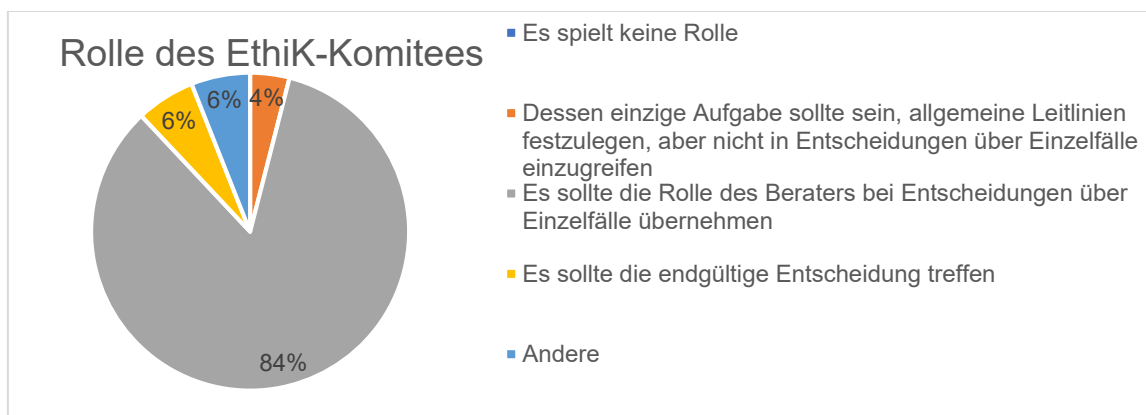 Rolle des EthiK-Komitees
6%
6%
4%
84%
Es spielt keine Rolle
Dessen einzige Aufgabe sollte sein, allgemeine Leitlinien
festzulegen, aber nicht in Entscheidungen über Einzelfälle
einzugreifen
Es sollte die Rolle des Beraters bei Entscheidungen über
Einzelfälle übernehmen
Es sollte die endgültige Entscheidung treffen
Andere